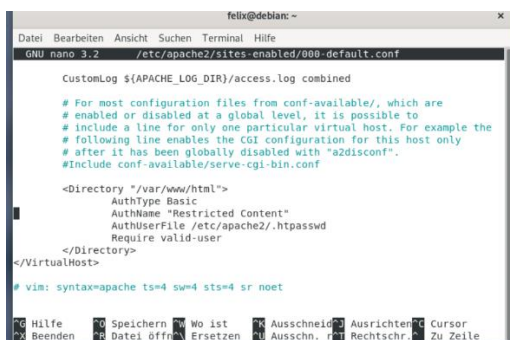 felix@debian: ~ ×
Datei Bearbeiten Ansicht Suchen Terminal Hilfe
GNU nano 3.2 /etc/apache2/sites-enabled/000-default.conf
CustomLog ${APACHE_LOG_DIR}/access.log combined
# For most configuration files from conf-available/, which are
# enabled or disabled at a global level, it is possible to
# include a line for only one particular virtual host. For example the
# following line enables the CGI configuration for this host only
# after it has been globally disabled with "a2disconf".
#Include conf-available/serve-cgi-bin.conf
<Directory "/var/www/html">
AuthType Basic
AuthName "Restricted Content"
AuthUserFile /etc/apache2/.htpasswd
Require valid-user
</Directory>
</VirtualHost>
# vim: syntax=apache ts=4 sw=4 sts=4 sr noet
^G Hilfe ^O Speichern ^W Wo ist ^K Ausschneid ^J Ausrichten ^C Cursor
^X Beenden ^R Datei öffn ^\ Ersetzen ^U Ausschn. r ^T Rechtschr. ^_ Zu Zeile